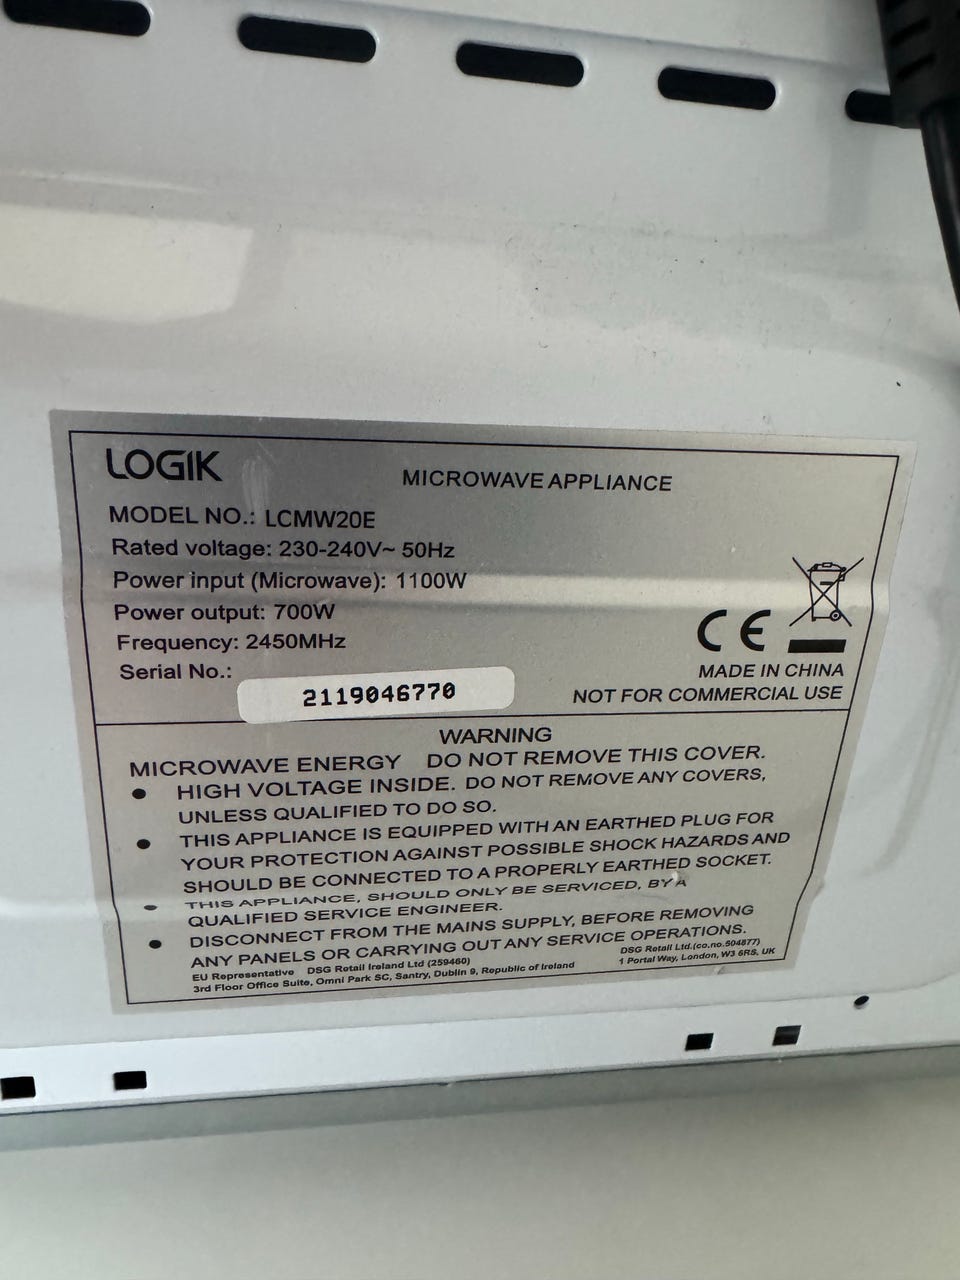 LOGIK
MICROWAVE APPLIANCE
MODEL NO.: LCMW20E
Rated voltage: 230-240V~ 50Hz
Power input (Microwave): 1100W
Power output: 700W
Frequency: 2450MHz
Serial No.:
2119046770
CE
MADE IN CHINA
NOT FOR COMMERCIAL USE
WARNING
MICROWAVE ENERGY DO NOT REMOVE THIS COVER.
● HIGH VOLTAGE INSIDE. DO NOT REMOVE ANY COVERS,
UNLESS QUALIFIED TO DO SO.
● THIS APPLIANCE IS EQUIPPED WITH AN EARTHED PLUG FOR
YOUR PROTECTION AGAINST POSSIBLE SHOCK HAZARDS AND
SHOULD BE CONNECTED TO A PROPERLY EARTHED SOCKET.
● THIS APPLIANCE, SHOULD ONLY BE SERVICED, BY A
QUALIFIED SERVICE ENGINEER.
● DISCONNECT FROM THE MAINS SUPPLY, BEFORE REMOVING
ANY PANELS OR CARRYING OUT ANY SERVICE OPERATIONS.
EU Representative DSG Retail Ireland Ltd (259460)
3rd Floor Office Suite, Omni Park SC, Santry, Dublin 9, Republic of Ireland
DSG Retail Ltd.(co.no.504877)
1 Portal Way, London, W3 6RS, UK